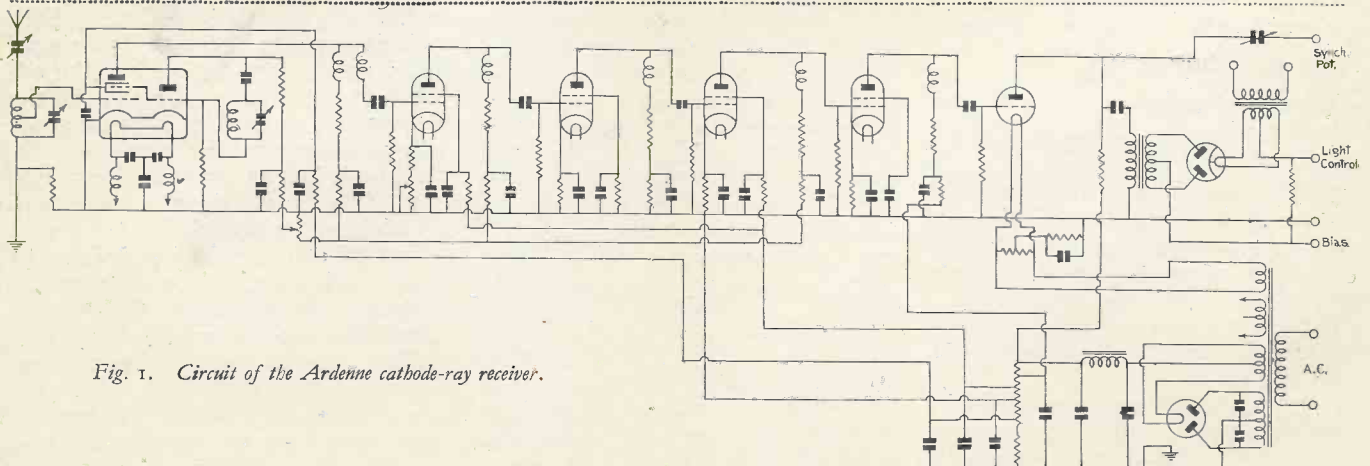 Synch.
Pot.
Light
Control
Bias
A.C.
Fig. 1. Circuit of the Ardenne cathode-ray receiver.